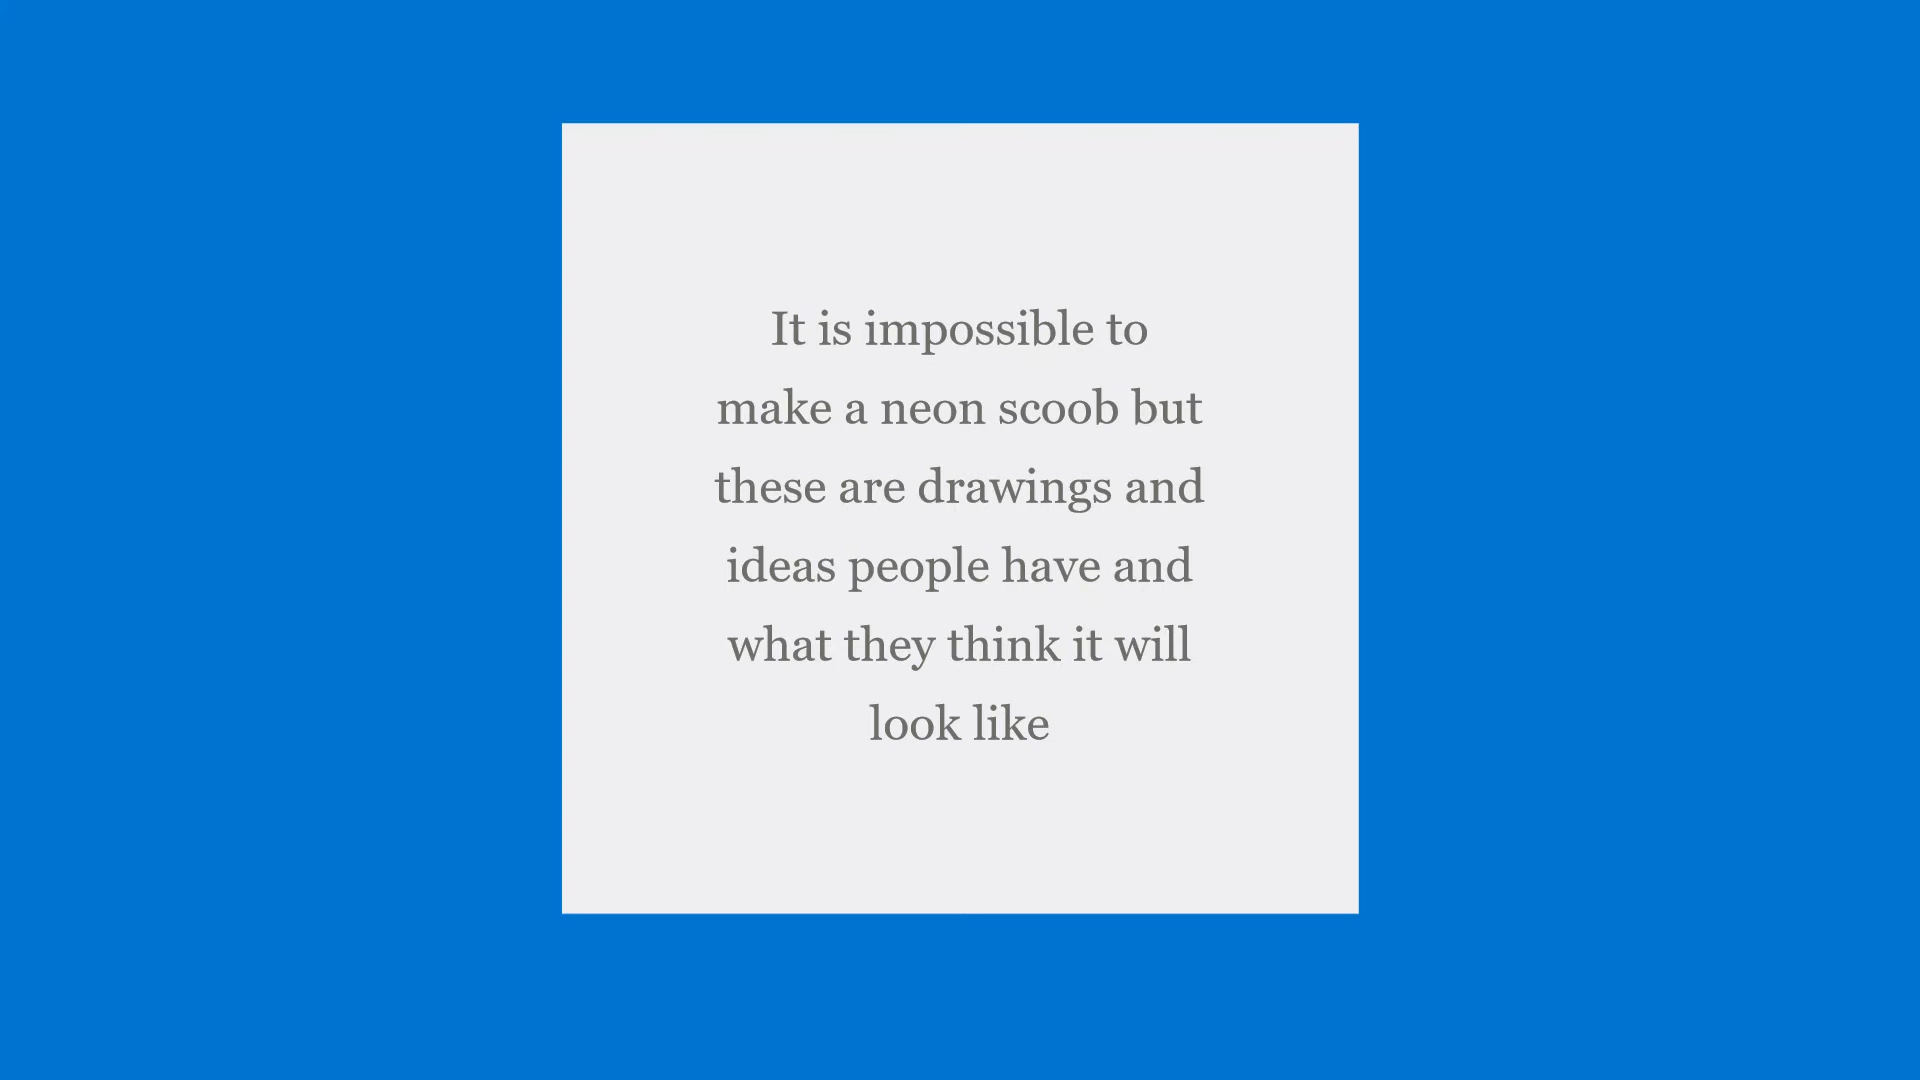 It is impossible to
make a neon scoob but
these are drawings and
ideas people have and
what they think it will
look like